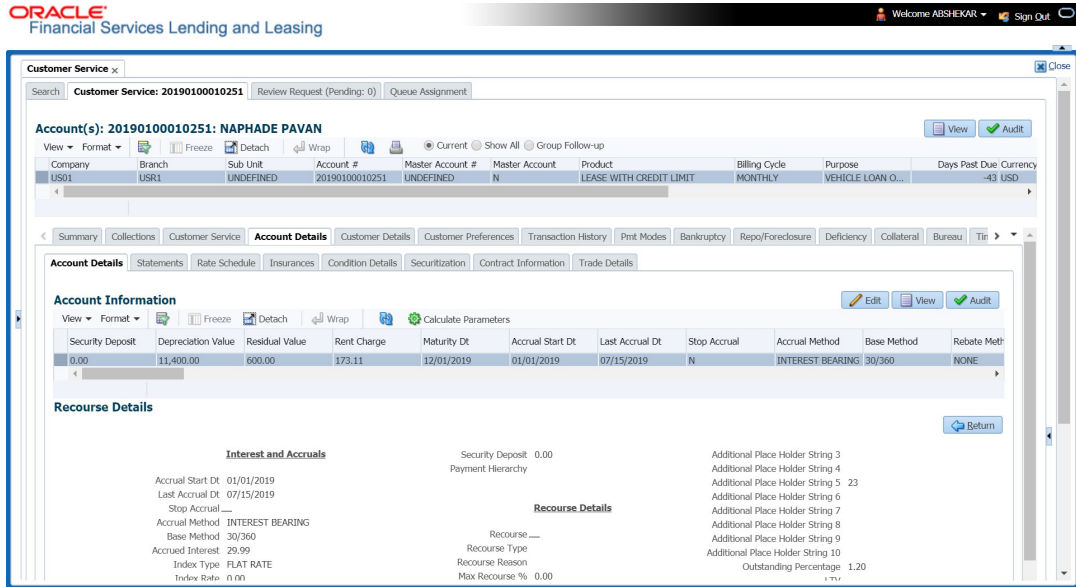 ORACLE®
Financial Services Lending and Leasing
Welcome ABSHEKAR Sign Out
Customer Service x
Close
Search Customer Service: 20190100010251 Review Request (Pending: 0) Queue Assignment
Account(s): 20190100010251: NAPHADE PAVAN
View Audit
View Format Freeze Detach Wrap Current Show All Group Follow-up
Company Branch Sub Unit Account # Master Account # Master Account Product Billing Cycle Purpose Days Past Due Currency
US01 USR1 UNDEFINED 20190100010251 UNDEFINED N LEASE WITH CREDIT LIMIT MONTHLY VEHICLE LOAN O... -43 USD
Summary Collections Customer Service Account Details Customer Details Customer Preferences Transaction History Pmt Modes Bankruptcy Repo/Foreclosure Deficiency Collateral Bureau Tin
Account Details Statements Rate Schedule Insurances Condition Details Securitization Contract Information Trade Details
Account Information
Edit View Audit
View Format Freeze Detach Wrap Calculate Parameters
Security Deposit Depreciation Value Residual Value Rent Charge Maturity Dt Accrual Start Dt Last Accrual Dt Stop Accrual Accrual Method Base Method Rebate Meth
0.00 11,400.00 600.00 173.11 12/01/2019 01/01/2019 07/15/2019 N INTEREST BEARING 30/360 NONE
Recourse Details
Return
Interest and Accruals
Accrual Start Dt 01/01/2019
Last Accrual Dt 07/15/2019
Stop Accrual
Accrual Method INTEREST BEARING
Base Method 30/360
Accrued Interest 29.99
Index Type FLAT RATE
Index Rate 0.00
Security Deposit 0.00
Payment Hierarchy
Recourse Details
Recourse
Recourse Type
Recourse Reason
Max Recourse % 0.00
Additional Place Holder String 3
Additional Place Holder String 4
Additional Place Holder String 5 23
Additional Place Holder String 6
Additional Place Holder String 7
Additional Place Holder String 8
Additional Place Holder String 9
Additional Place Holder String 10
Outstanding Percentage 1.20
LTV